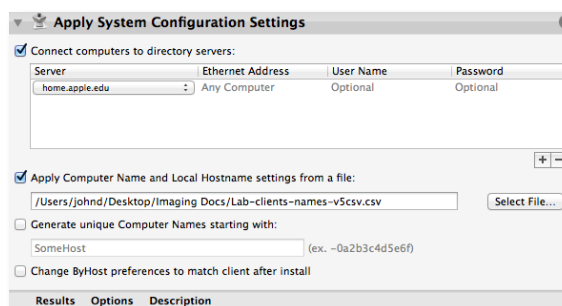 Apply System Configuration Settings
Connect computers to directory servers:
Server Ethernet Address User Name Password
home.apple.edu Any Computer Optional Optional
+ −
Apply Computer Name and Local Hostname settings from a file:
/Users/johnd/Desktop/Imaging Docs/Lab-clients-names-v5csv.csv Select File...
Generate unique Computer Names starting with:
SomeHost (ex. -0a2b3c4d5e6f)
Change ByHost preferences to match client after install
Results Options Description